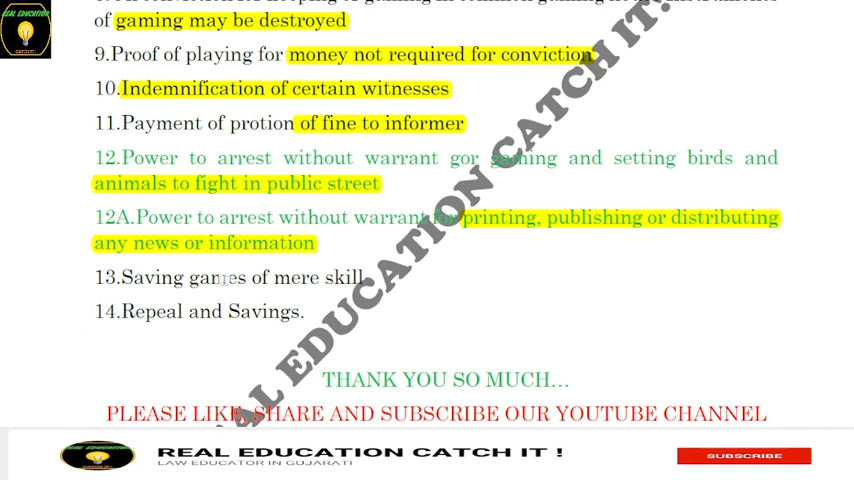 of gaming may be destroyed
9.Proof of playing for money not required for conviction
10.Indemnification of certain witnesses
11.Payment of protion of fine to informer
12.Power to arrest without warrant gor gaming and setting birds and
animals to fight in public street
12A.Power to arrest without warrant for printing, publishing or distributing
any news or information
13.Saving games of mere skill
14.Repeal and Savings.
REAL EDUCATION CATCH IT!
THANK YOU SO MUCH…
PLEASE LIKE, SHARE AND SUBSCRIBE OUR YOUTUBE CHANNEL
REAL EDUCATION CATCH IT !
LAW EDUCATOR IN GUJARATI
SUBSCRIBE